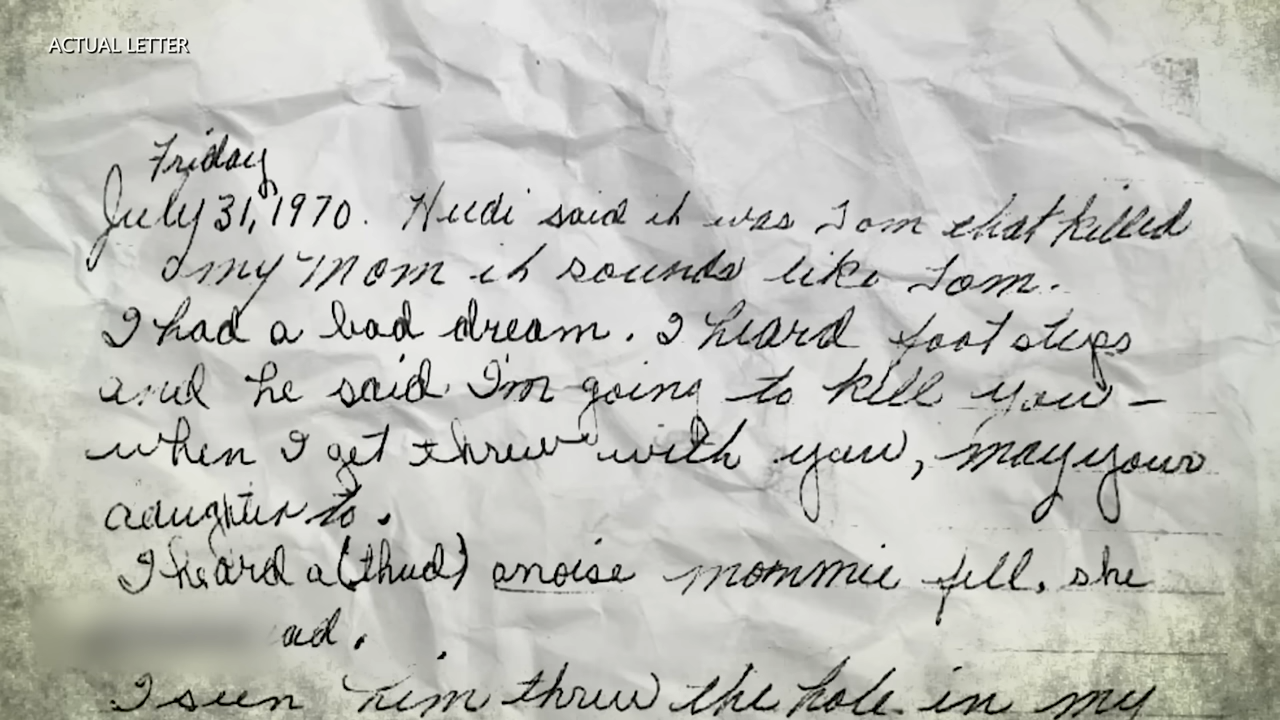 ACTUAL LETTER
Friday
July 31, 1970. Heidi said it was Tom that killed
my Mom it sounds like Tom.
I had a bad dream. I heard foot steps
and he said I'm going to kill you -
when I get threw with you, may your
daughter to.
I heard a (thud) anoise mommie fell, she
ad.
I seen him threw the hole in my